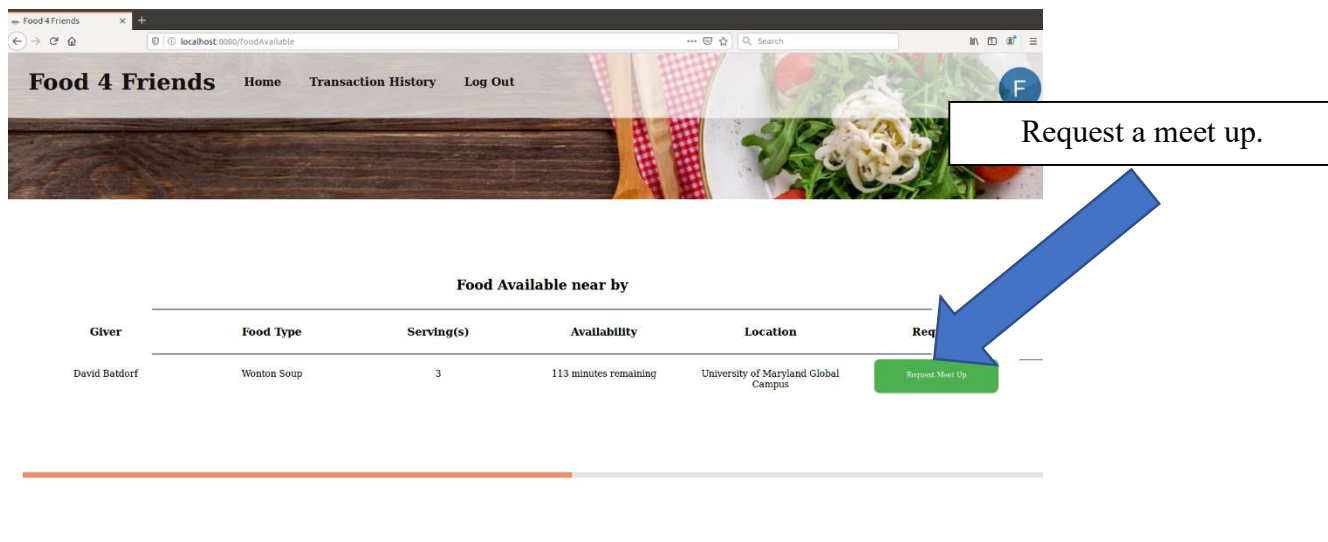 Food 4 Friends
localhost:8080/foodAvailable
Search
Food 4 Friends Home Transaction History Log Out
F
Request a meet up.
Food Available near by
Giver Food Type Serving(s) Availability Location Req
David Batdorf Wonton Soup 3 113 minutes remaining University of Maryland Global
Campus
Request Meet Up